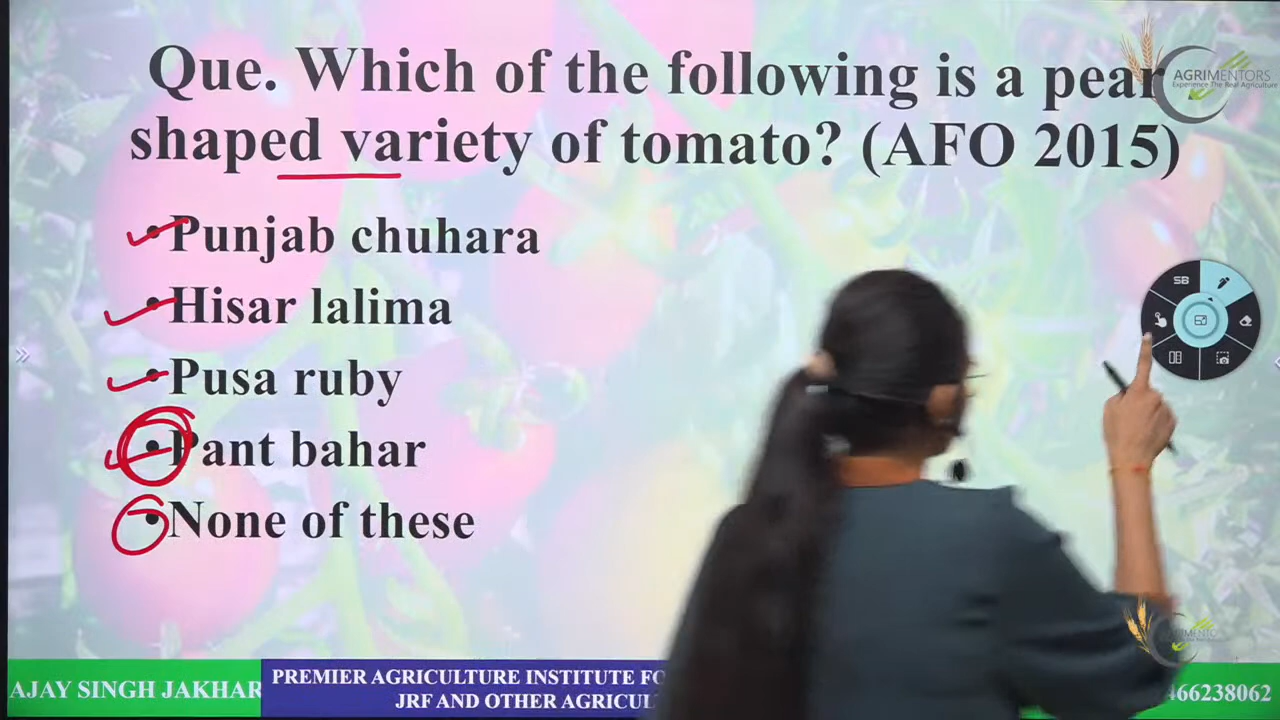 Que. Which of the following is a pear
shaped variety of tomato? (AFO 2015)
AGRIMENTORS
Experience The Real Agriculture
• Punjab chuhara
• Hisar lalima
• Pusa ruby
• Pant bahar
• None of these
SB
AJAY SINGH JAKHAR
PREMIER AGRICULTURE INSTITUTE
JRF AND OTHER
466238062